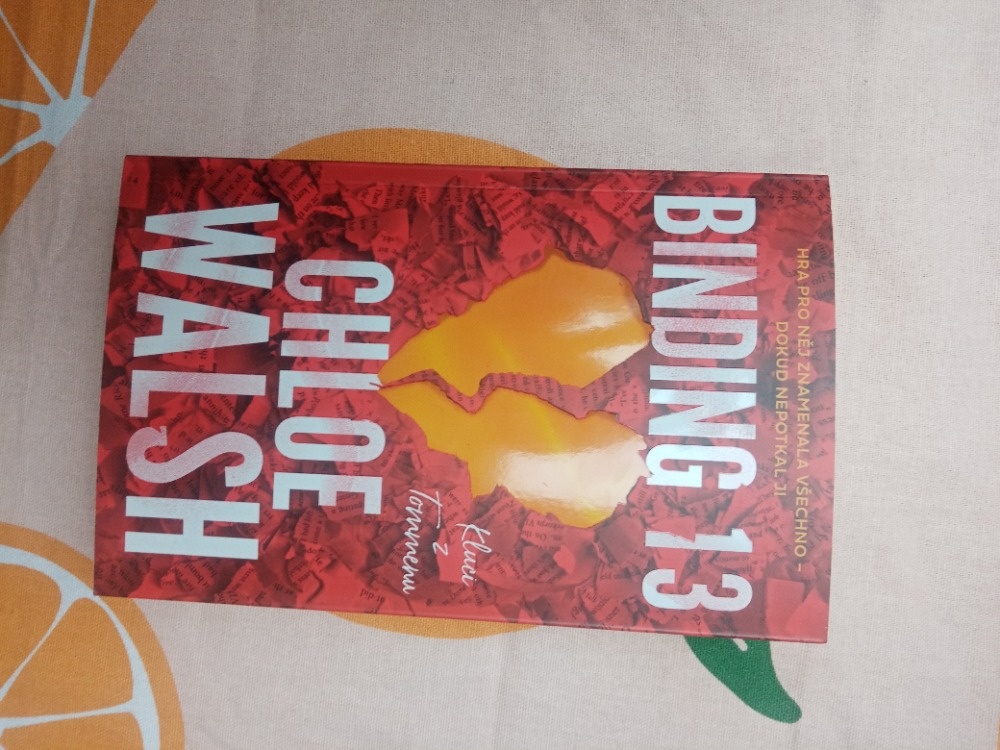 HRA PRO NĚJ ZNAMENALA VŠECHNO –
DOKUD NEPOTKAL JI
BINDING 13
Kluci
z
Tommenu
CHLOE
WALSH